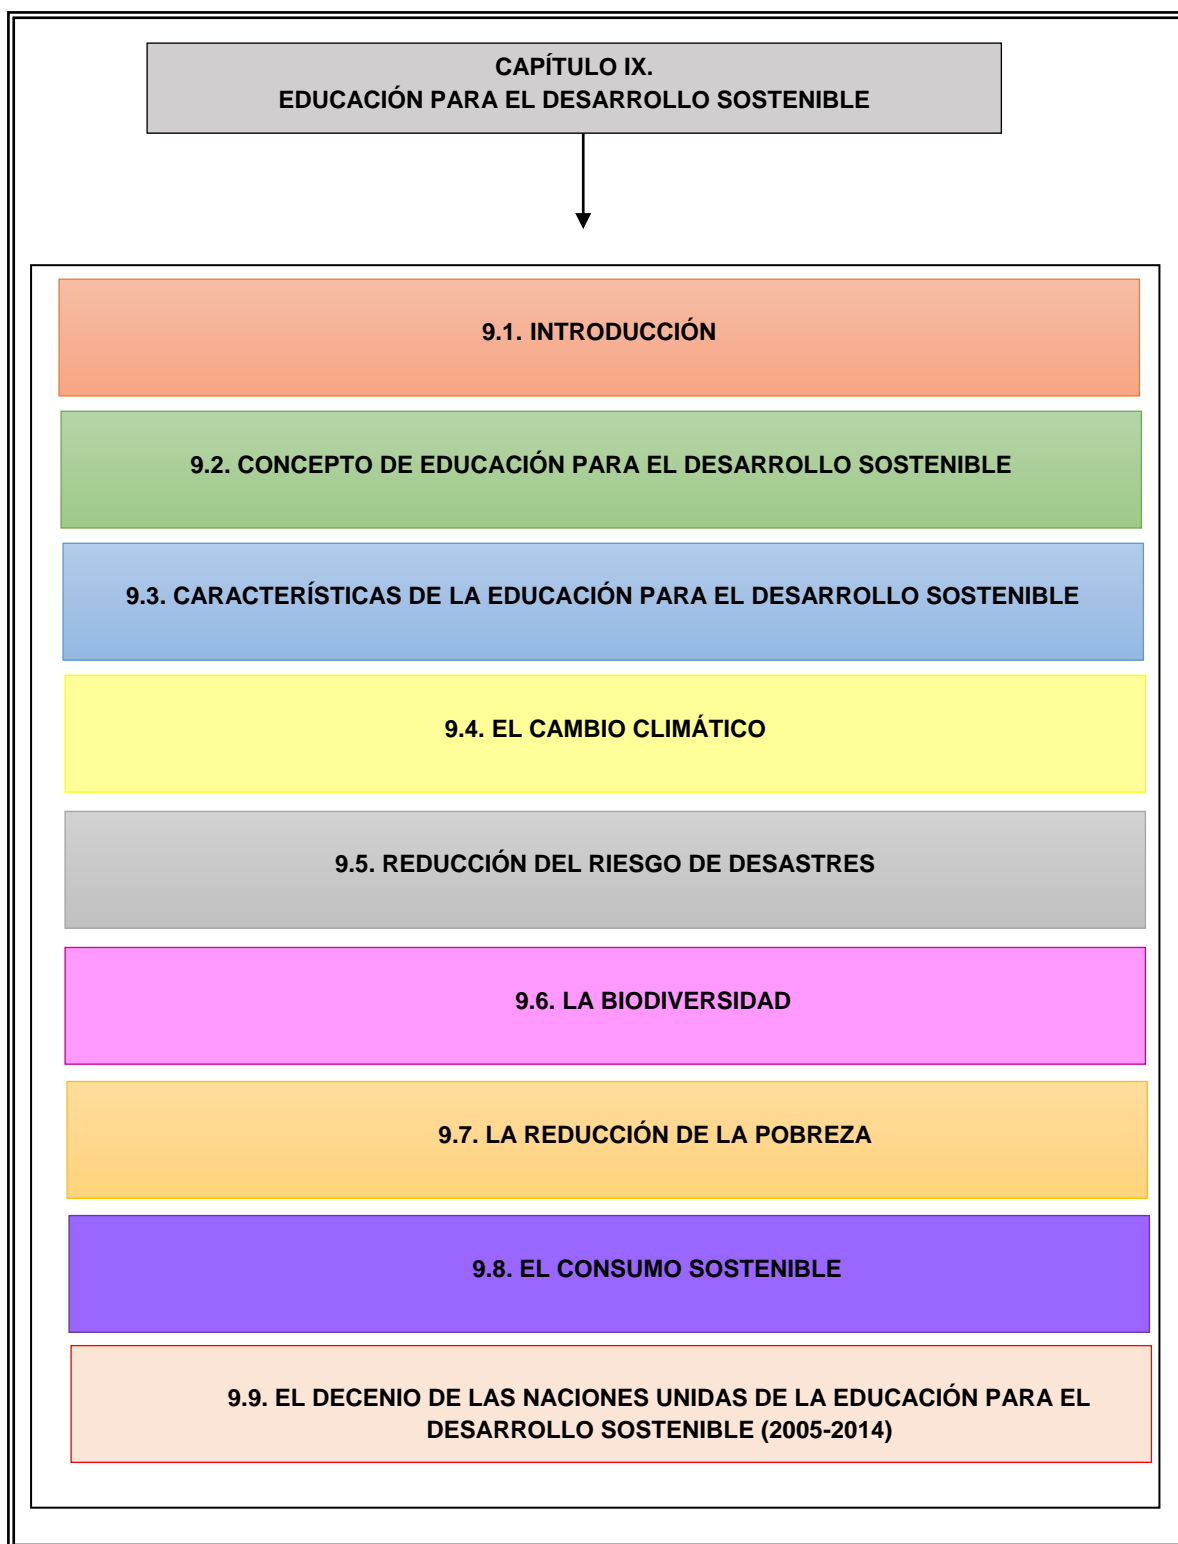 CAPÍTULO IX.
EDUCACIÓN PARA EL DESARROLLO SOSTENIBLE
9.1. INTRODUCCIÓN
9.2. CONCEPTO DE EDUCACIÓN PARA EL DESARROLLO SOSTENIBLE
9.3. CARACTERÍSTICAS DE LA EDUCACIÓN PARA EL DESARROLLO SOSTENIBLE
9.4. EL CAMBIO CLIMÁTICO
9.5. REDUCCIÓN DEL RIESGO DE DESASTRES
9.6. LA BIODIVERSIDAD
9.7. LA REDUCCIÓN DE LA POBREZA
9.8. EL CONSUMO SOSTENIBLE
9.9. EL DECENIO DE LAS NACIONES UNIDAS DE LA EDUCACIÓN PARA EL
DESARROLLO SOSTENIBLE (2005-2014)